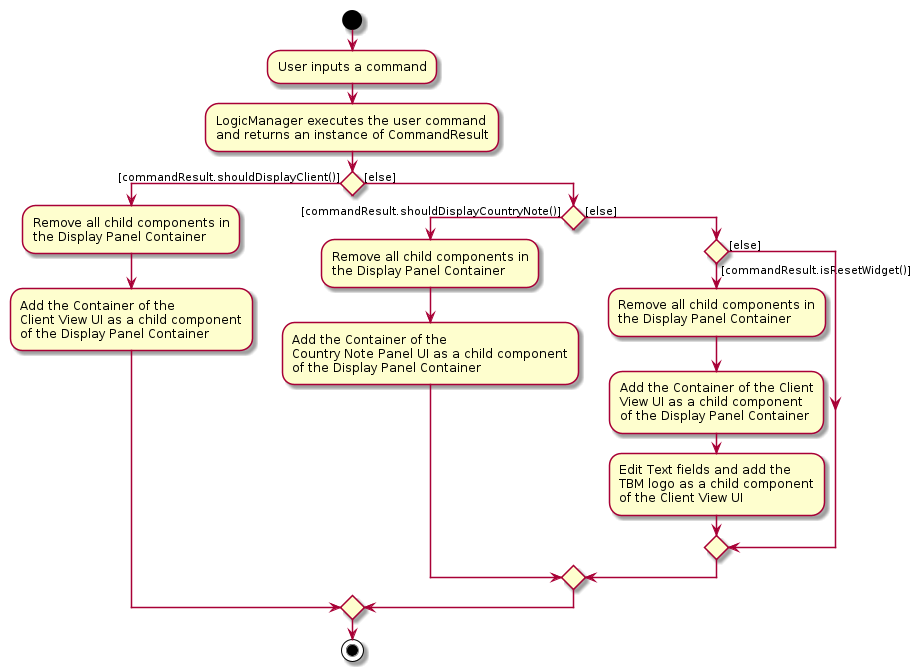 User inputs a command
LogicManager executes the user command
and returns an instance of CommandResult
[commandResult.shouldDisplayClient()]
[else]
Remove all child components in
the Display Panel Container
Add the Container of the
Client View UI as a child component
of the Display Panel Container
[commandResult.shouldDisplayCountryNote()]
[else]
Remove all child components in
the Display Panel Container
Add the Container of the
Country Note Panel UI as a child component
of the Display Panel Container
[else]
[commandResult.isResetWidget()]
Remove all child components in
the Display Panel Container
Add the Container of the Client
View UI as a child component
of the Display Panel Container
Edit Text fields and add the
TBM logo as a child component
of the Client View UI